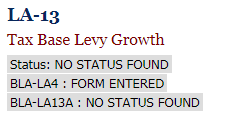 LA-13
Tax Base Levy Growth
Status: NO STATUS FOUND
BLA-LA4 : FORM ENTERED
BLA-LA13A : NO STATUS FOUND